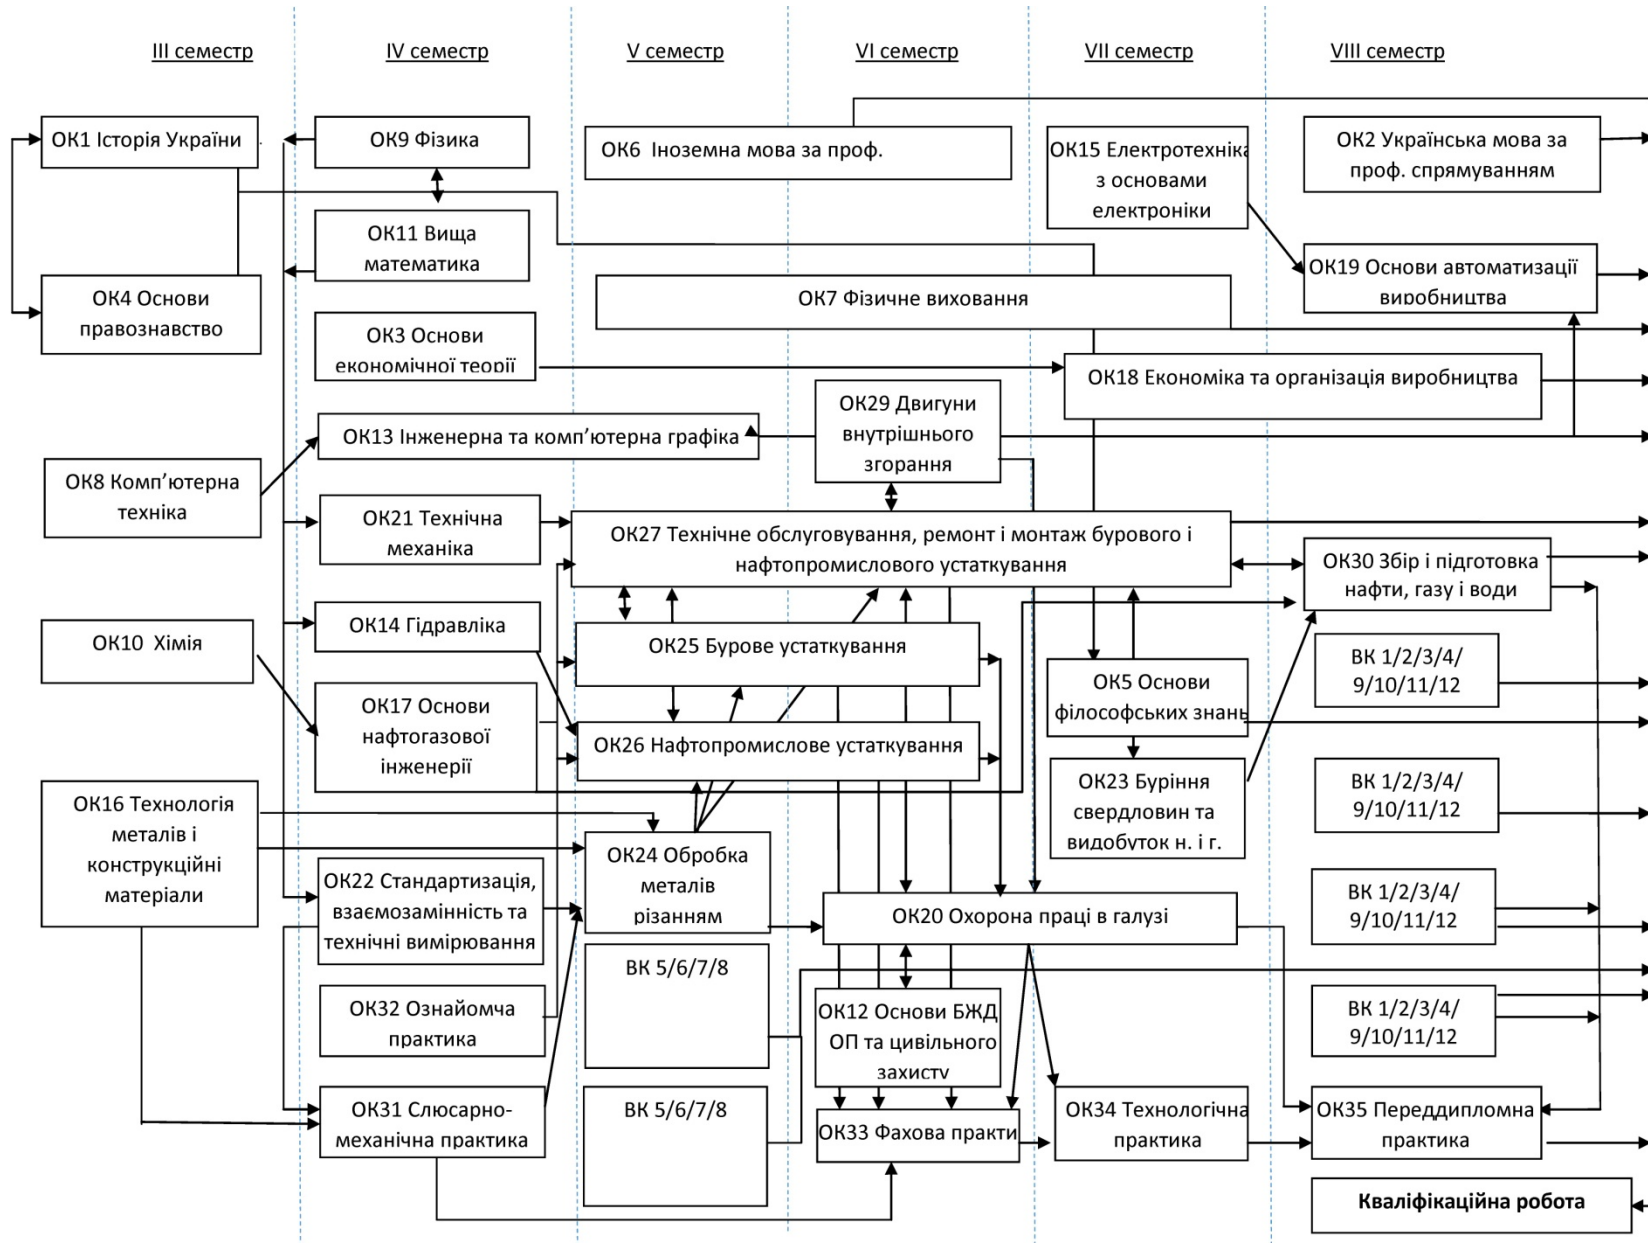 III семестр
IV семестр
V семестр
VI семестр
VII семестр
VIII семестр
ОК1 Історія України
ОК4 Основи
правознавство
ОК8 Комп’ютерна
техніка
ОК10 Хімія
ОК16 Технологія
металів і
конструкційні
матеріали
ОК9 Фізика
ОК11 Вища
математика
ОК3 Основи
економічної теорії
ОК13 Інженерна та комп’ютерна графіка
ОК21 Технічна
механіка
ОК14 Гідравліка
ОК17 Основи
нафтогазової
інженерії
ОК22 Стандартизація,
взаємозамінність та
технічні вимірювання
ОК32 Ознайомча
практика
ОК31 Слюсарно-
механічна практика
ОК6 Іноземна мова за проф.
ОК7 Фізичне виховання
ОК29 Двигуни
внутрішнього
згорання
ОК27 Технічне обслуговування, ремонт і монтаж бурового і
нафтопромислового устаткування
ОК25 Бурове устаткування
ОК26 Нафтопромислове устаткування
ОК24 Обробка
металів
різанням
ВК 5/6/7/8
ВК 5/6/7/8
ОК20 Охорона праці в галузі
ОК12 Основи БЖД
ОП та цивільного
захисту
ОК33 Фахова практи
ОК15 Електротехніка
з основами
електроніки
ОК18 Економіка та організація виробництва
ОК5 Основи
філософських знань
ОК23 Буріння
свердловин та
видобуток н. і г.
ОК34 Технологічна
практика
ОК2 Українська мова за
проф. спрямуванням
ОК19 Основи автоматизації
виробництва
ОК30 Збір і підготовка
нафти, газу і води
ВК 1/2/3/4/
9/10/11/12
ВК 1/2/3/4/
9/10/11/12
ВК 1/2/3/4/
9/10/11/12
ВК 1/2/3/4/
9/10/11/12
ОК35 Переддипломна
практика
Кваліфікаційна робота